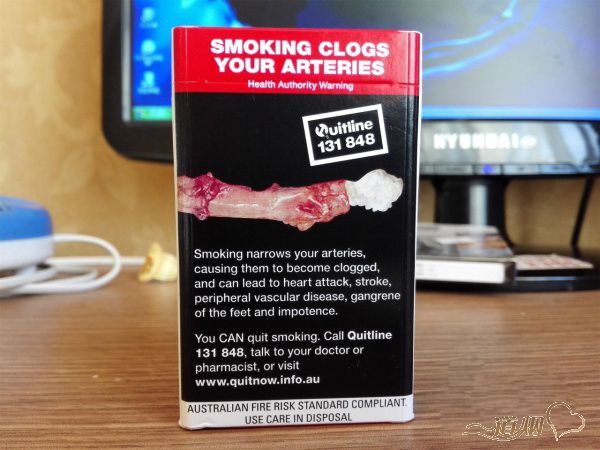 SMOKING CLOGS
YOUR ARTERIES
Health Authority Warning
Quitline
131 848
HYUNDAI
Smoking narrows your arteries,
causing them to become clogged,
and can lead to heart attack, stroke,
peripheral vascular disease, gangrene
of the feet and impotence.
You CAN quit smoking. Call Quitline
131 848, talk to your doctor or
pharmacist, or visit
www.quitnow.info.au
AUSTRALIAN FIRE RISK STANDARD COMPLIANT.
USE CARE IN DISPOSAL